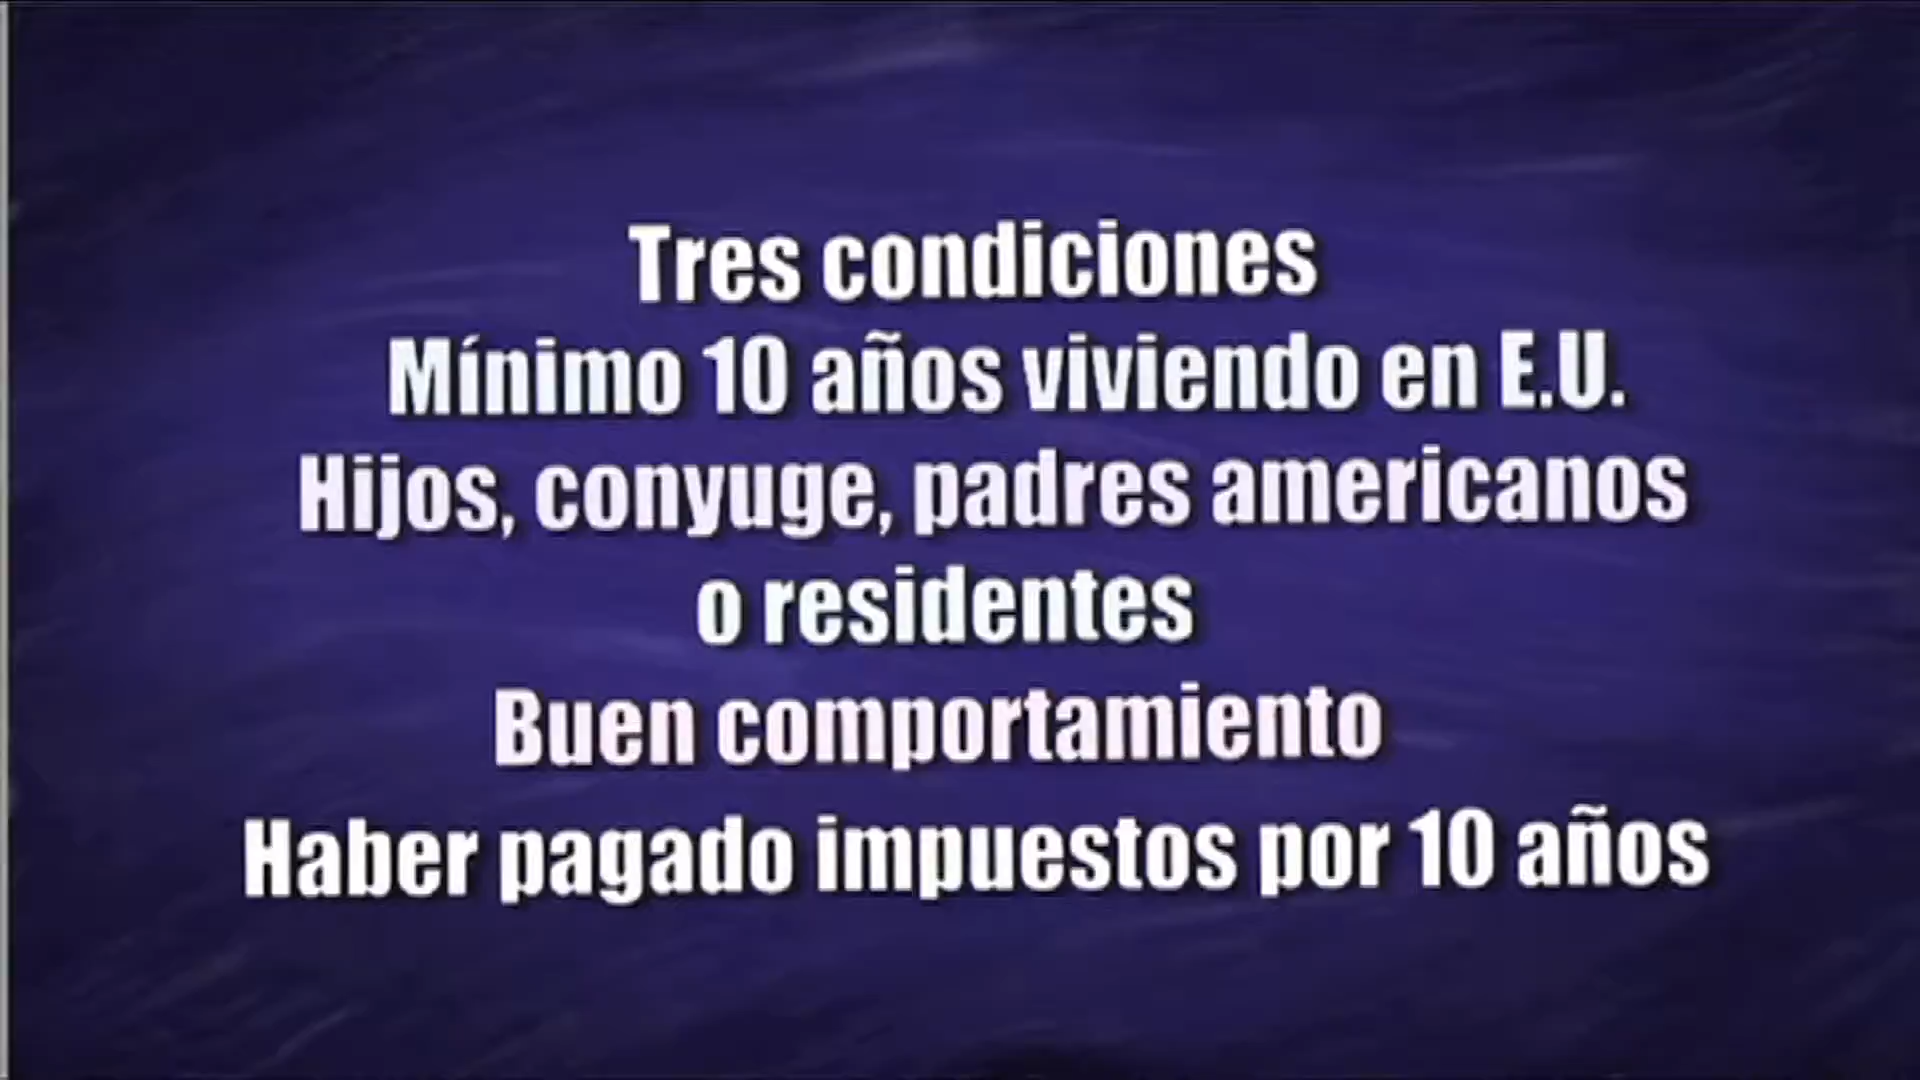 Tres condiciones
Mínimo 10 años viviendo en E.U.
Hijos, conyuge, padres americanos
o residentes
Buen comportamiento
Haber pagado impuestos por 10 años